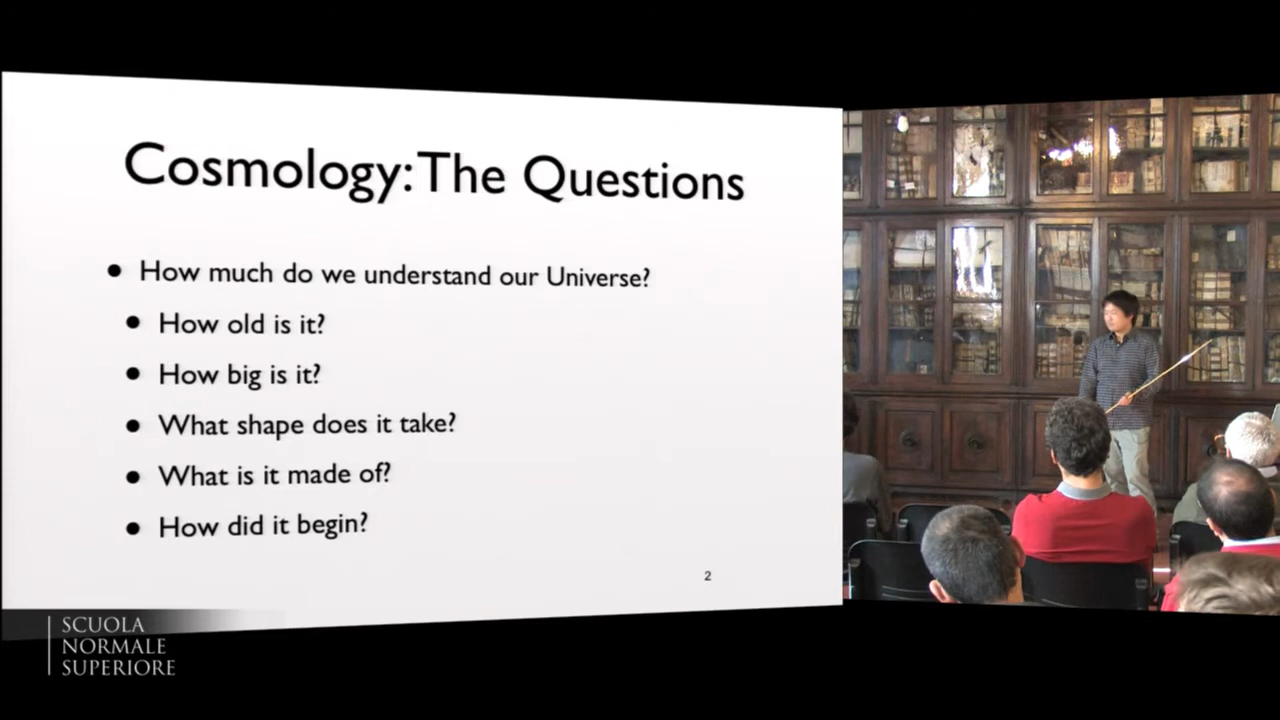 Cosmology: The Questions
• How much do we understand our Universe?
• How old is it?
• How big is it?
• What shape does it take?
• What is it made of?
• How did it begin?
2
SCUOLA
NORMALE
SUPERIORE